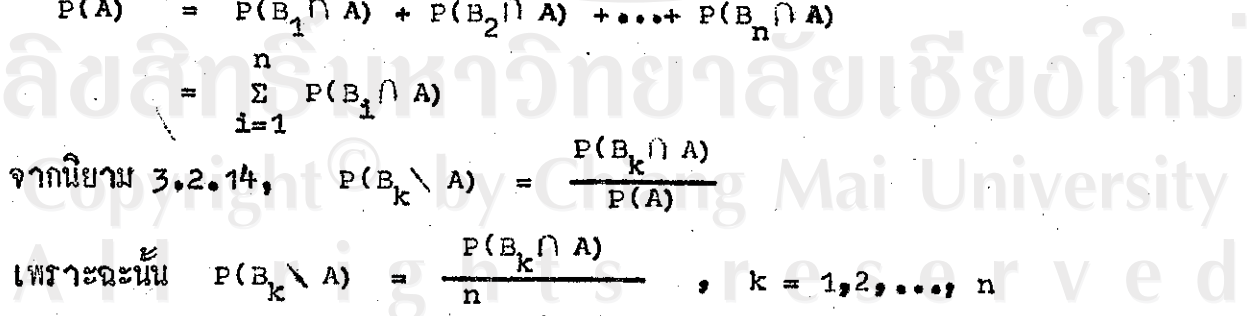 P(A) = P(B₁∩ A) + P(B₂∩ A) +...+ P(Bₙ∩ A)
ลิขสิทธิ์มหาวิทยาลัยเชียงใหม่
n
= Σ P(Bᵢ∩ A)
i=1
จากนิยาม 3.2.14, P(Bₖ \ A) = P(Bₖ∩ A) / P(A)
Copyright © by Chiang Mai University
เพราะฉะนั้น P(Bₖ \ A) = P(Bₖ∩ A) / n , k = 1,2,..., n
All rights reserved